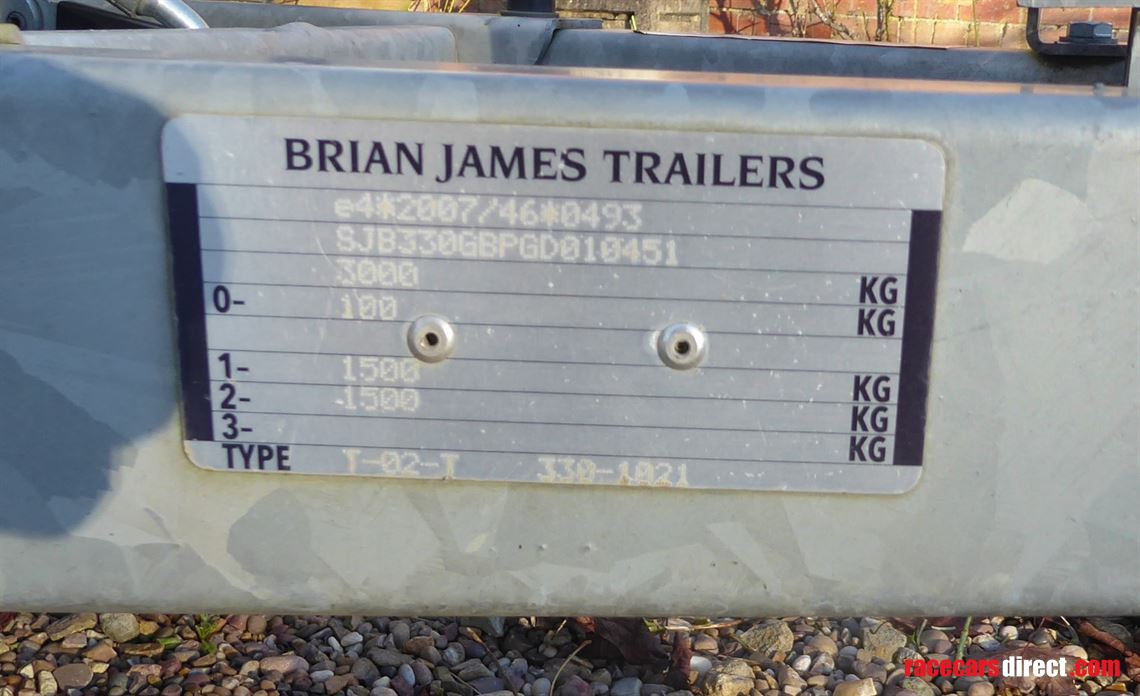 BRIAN JAMES TRAILERS
e4*2007/46*0493
SJB330GBPGD010451
3000 KG
0- 100 KG
1- 1500 KG
2- 1500 KG
3- KG
TYPE T-02-T 330-1021
racecarsdirect.com